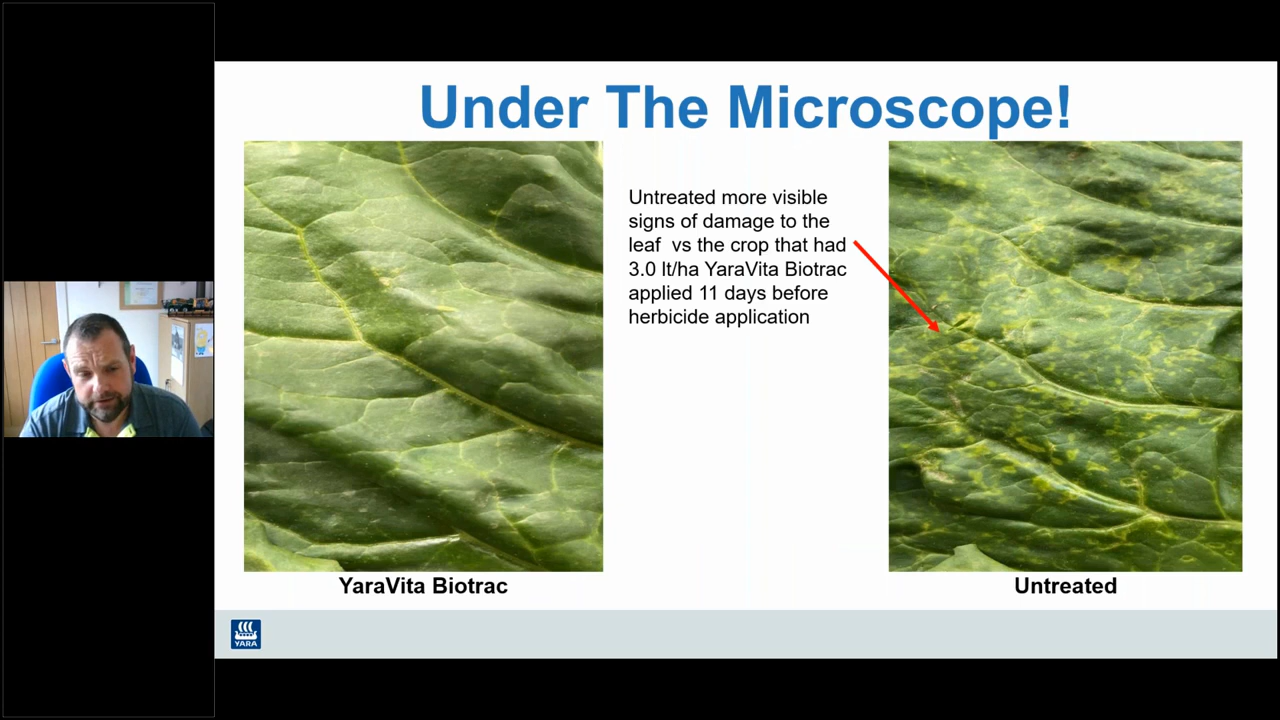 Under The Microscope!
Untreated more visible
signs of damage to the
leaf vs the crop that had
3.0 lt/ha YaraVita Biotrac
applied 11 days before
herbicide application
YaraVita Biotrac
Untreated
YARA